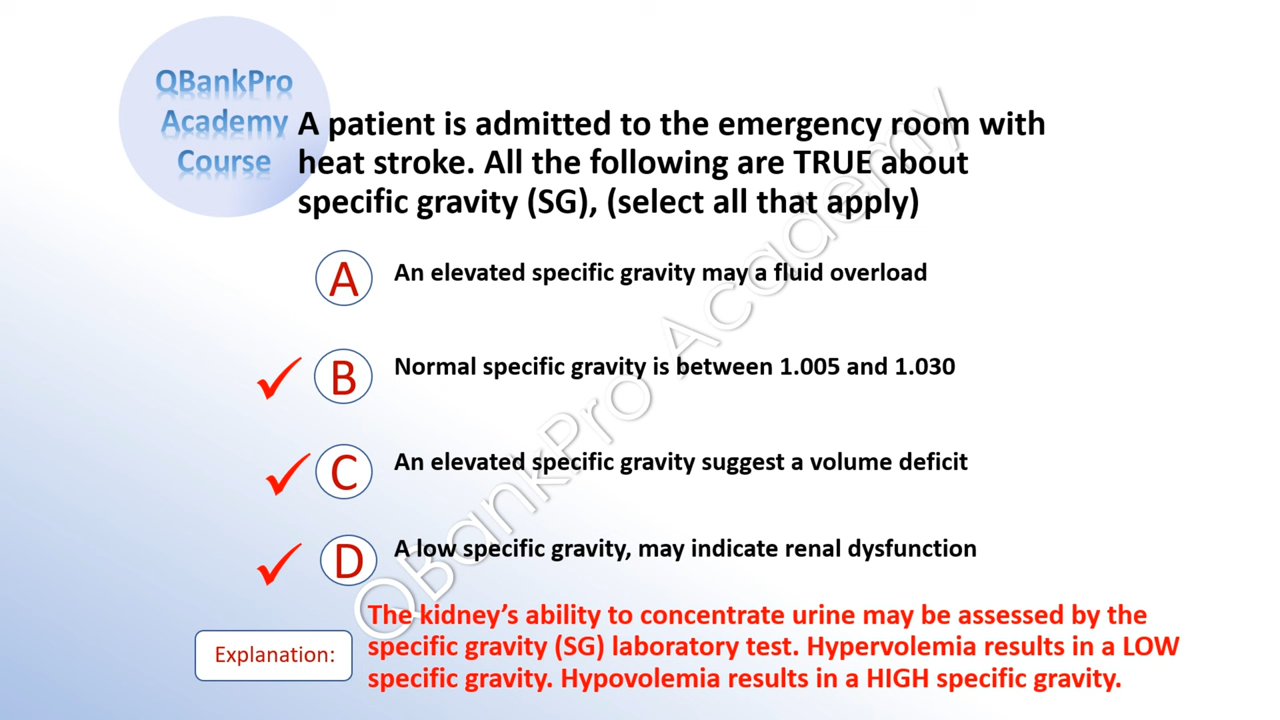 QBankPro
Academy
Course
A patient is admitted to the emergency room with
heat stroke. All the following are TRUE about
specific gravity (SG), (select all that apply)
A An elevated specific gravity may a fluid overload
B Normal specific gravity is between 1.005 and 1.030
C An elevated specific gravity suggest a volume deficit
D A low specific gravity, may indicate renal dysfunction
QBankPro Academy
Explanation:
The kidney's ability to concentrate urine may be assessed by the
specific gravity (SG) laboratory test. Hypervolemia results in a LOW
specific gravity. Hypovolemia results in a HIGH specific gravity.